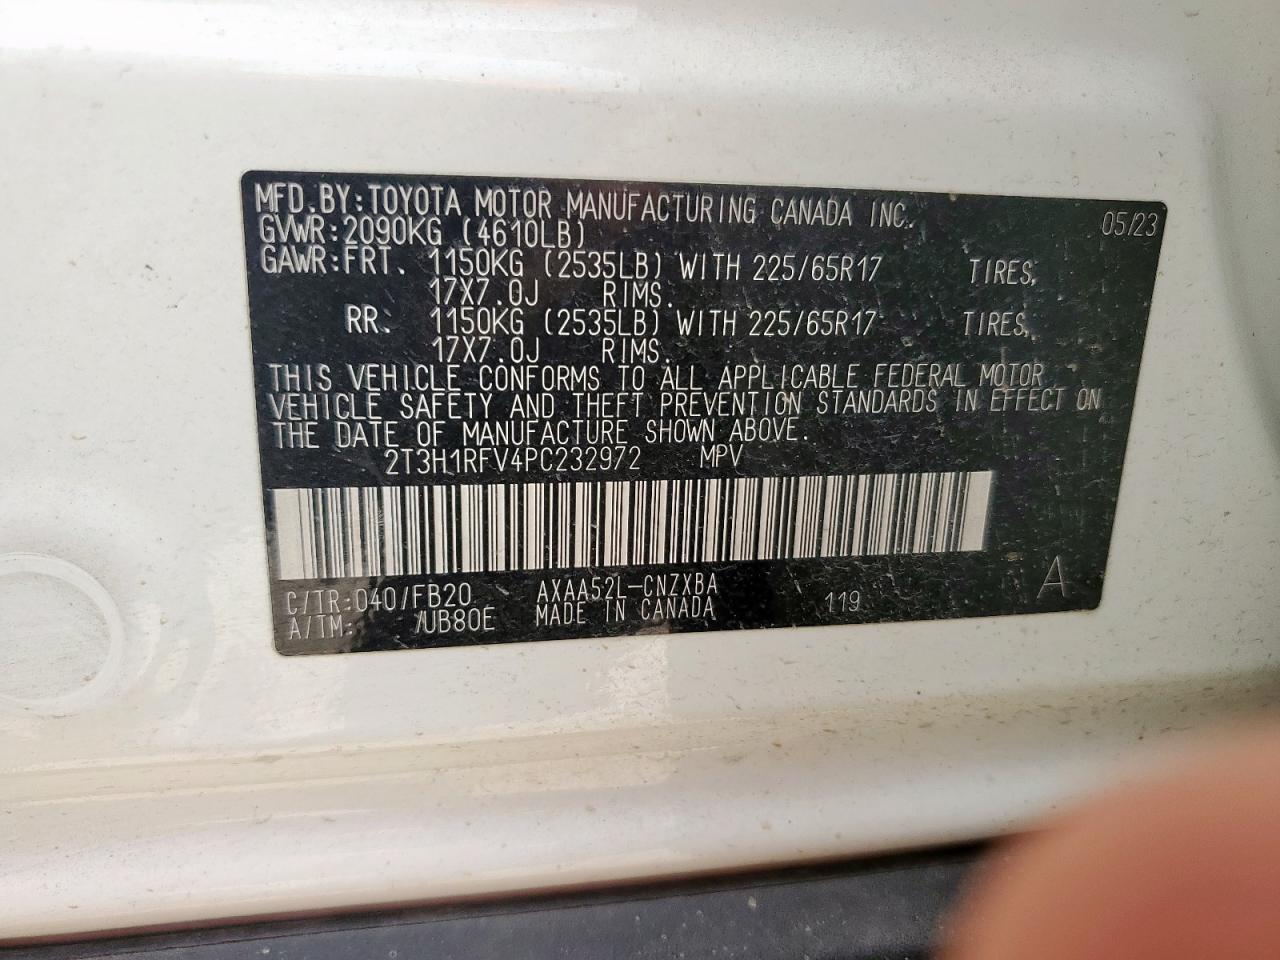 MFD.BY:TOYOTA MOTOR MANUFACTURING CANADA INC. 05/23
GVWR:2090KG (4610LB)
GAWR:FRT. 1150KG (2535LB) WITH 225/65R17 TIRES,
17X7.0J RIMS.
RR. 1150KG (2535LB) WITH 225/65R17 TIRES,
17X7.0J RIMS.
THIS VEHICLE CONFORMS TO ALL APPLICABLE FEDERAL MOTOR
VEHICLE SAFETY AND THEFT PREVENTION STANDARDS IN EFFECT ON
THE DATE OF MANUFACTURE SHOWN ABOVE.
2T3H1RFV4PC232972 MPV
C/TR:040/FB20 AXAA52L-CNZXBA 119 A
A/TM: /UB80E MADE IN CANADA